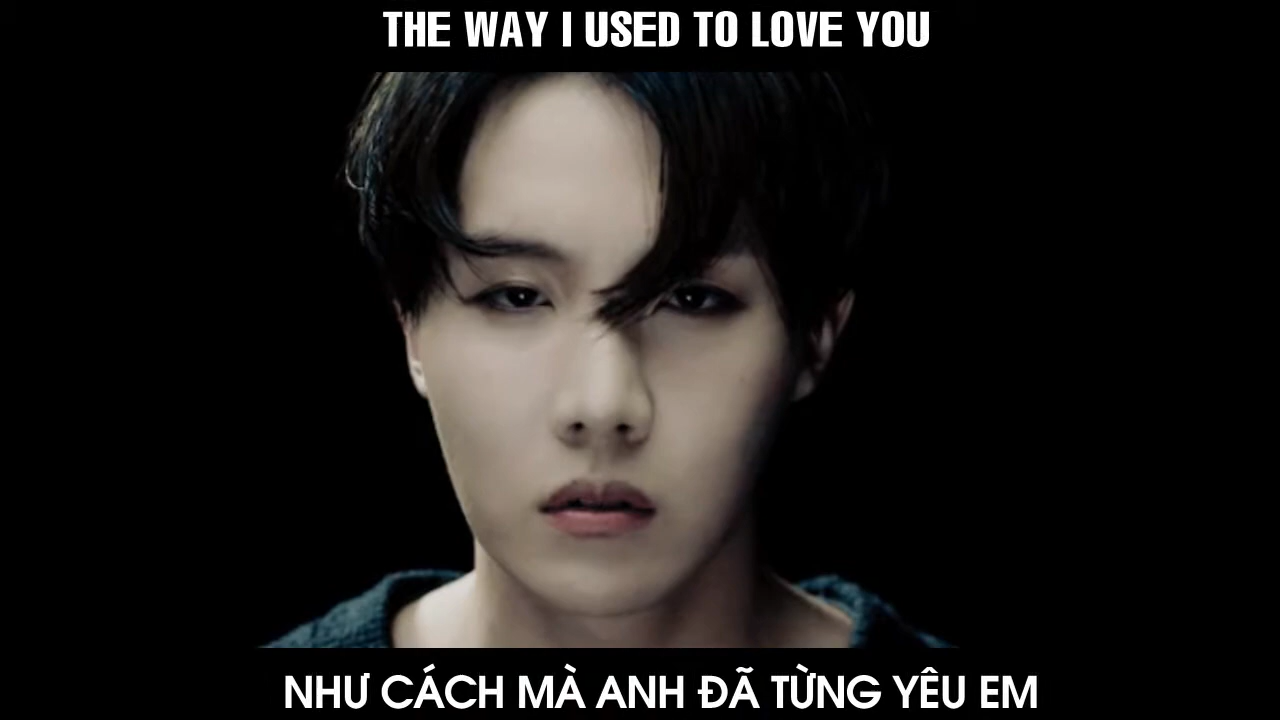 THE WAY I USED TO LOVE YOU
NHƯ CÁCH MÀ ANH ĐÃ TỪNG YÊU EM